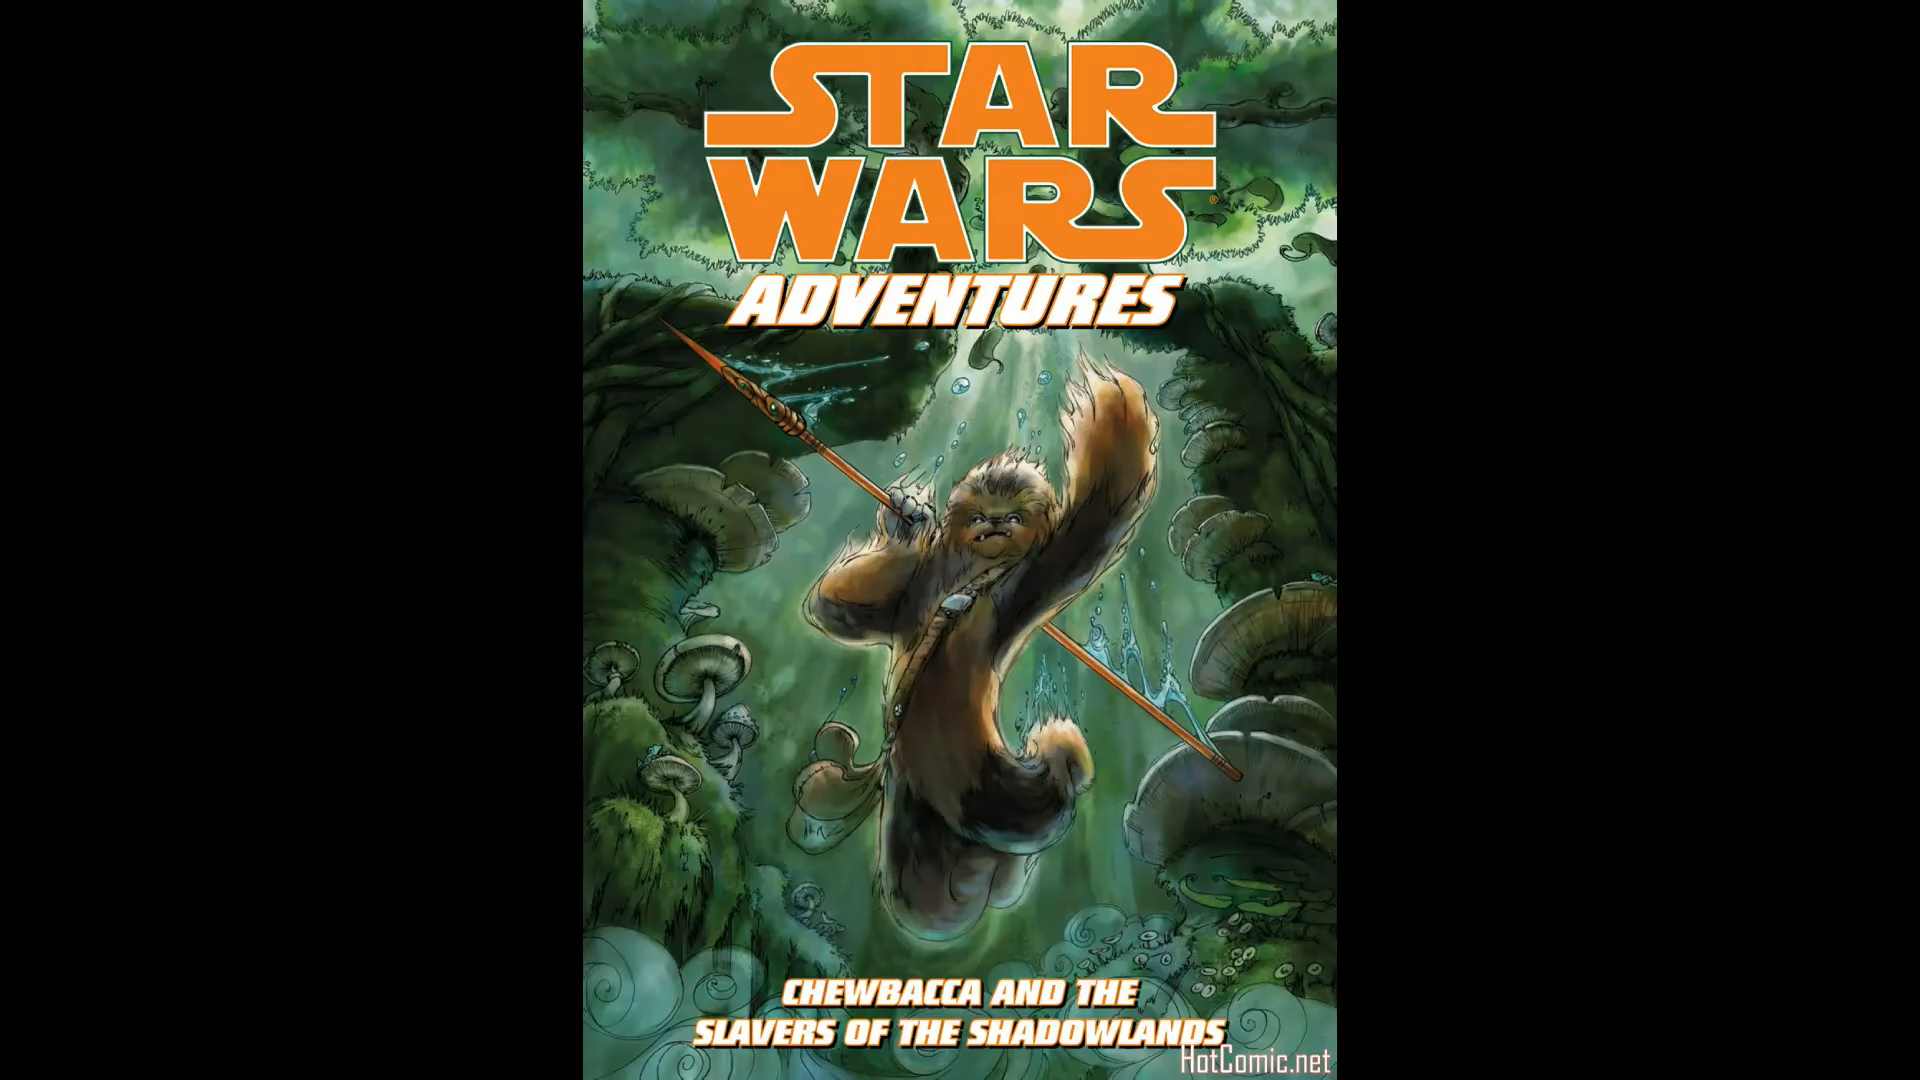 STAR
WARS®
ADVENTURES
CHEWBACCA AND THE
SLAVERS OF THE SHADOWLANDS
HotComic.net